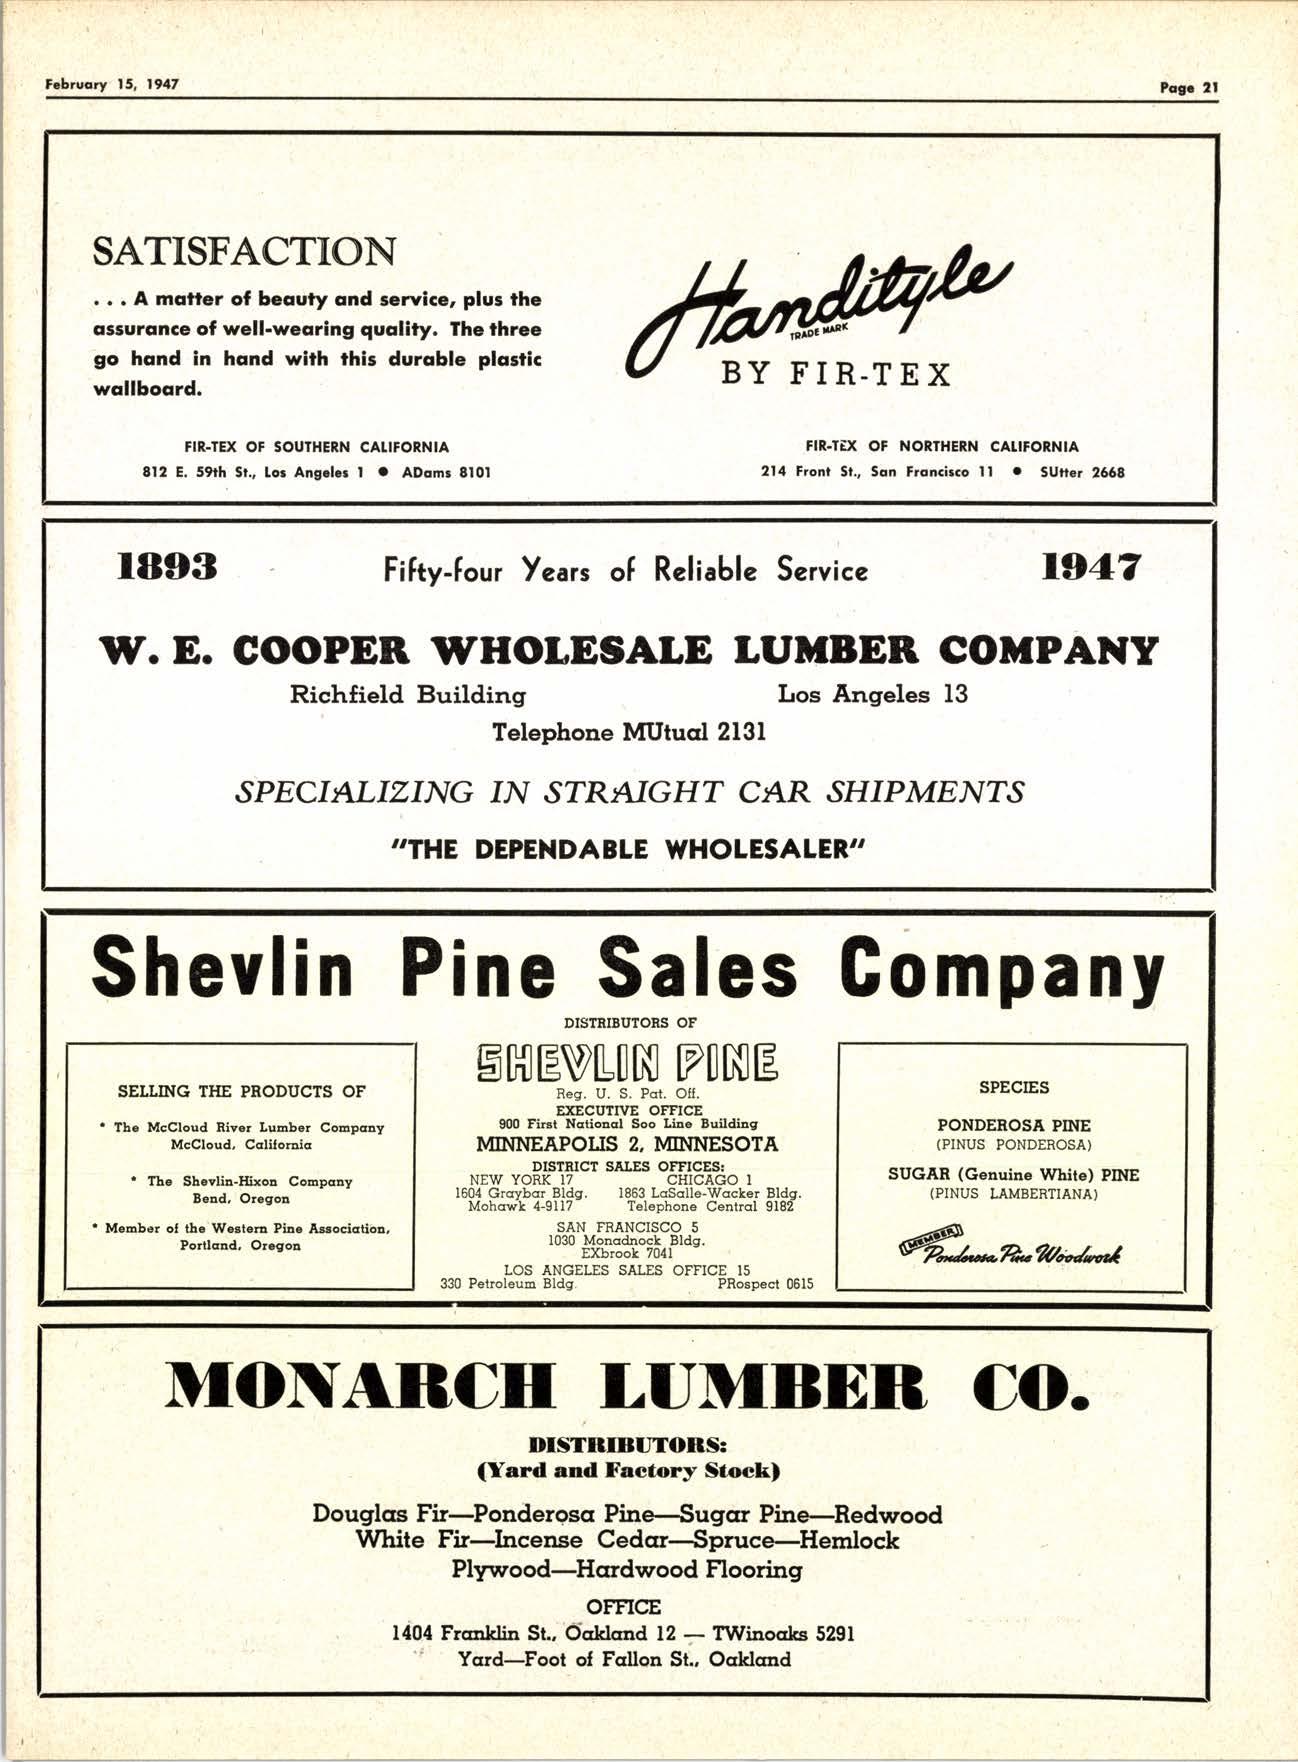 February 15, 1947 Page 21
SATISFACTION
. . . A matter of beauty and service, plus the
assurance of well-wearing quality. The three
go hand in hand with this durable plastic
wallboard.
Handityle
TRADE MARK
BY FIR-TEX
FIR-TEX OF SOUTHERN CALIFORNIA
812 E. 59th St., Los Angeles 1 ● ADams 8101
FIR-TEX OF NORTHERN CALIFORNIA
214 Front St., San Francisco 11 ● SUtter 2668
1893 Fifty-four Years of Reliable Service 1947
W. E. COOPER WHOLESALE LUMBER COMPANY
Richfield Building Los Angeles 13
Telephone MUtual 2131
SPECIALIZING IN STRAIGHT CAR SHIPMENTS
"THE DEPENDABLE WHOLESALER"
Shevlin Pine Sales Company
DISTRIBUTORS OF
SELLING THE PRODUCTS OF
* The McCloud River Lumber Company
McCloud, California
* The Shevlin-Hixon Company
Bend, Oregon
* Member of the Western Pine Association,
Portland, Oregon
SHEVLIN PINE
Reg. U. S. Pat. Off.
EXECUTIVE OFFICE
900 First National Soo Line Building
MINNEAPOLIS 2, MINNESOTA
DISTRICT SALES OFFICES:
NEW YORK 17 CHICAGO 1
1604 Graybar Bldg. 1863 LaSalle-Wacker Bldg.
Mohawk 4-9117 Telephone Central 9182
SAN FRANCISCO 5
1030 Monadnock Bldg.
EXbrook 7041
LOS ANGELES SALES OFFICE 15
330 Petroleum Bldg. PRospect 0615
SPECIES
PONDEROSA PINE
(PINUS PONDEROSA)
SUGAR (Genuine White) PINE
(PINUS LAMBERTIANA)
MEMBER
Ponderosa Pine Woodwork
MONARCH LUMBER CO.
DISTRIBUTORS:
(Yard and Factory Stock)
Douglas Fir—Ponderosa Pine—Sugar Pine—Redwood
White Fir—Incense Cedar—Spruce—Hemlock
Plywood—Hardwood Flooring
OFFICE
1404 Franklin St., Oakland 12 — TWinoaks 5291
Yard—Foot of Fallon St., Oakland